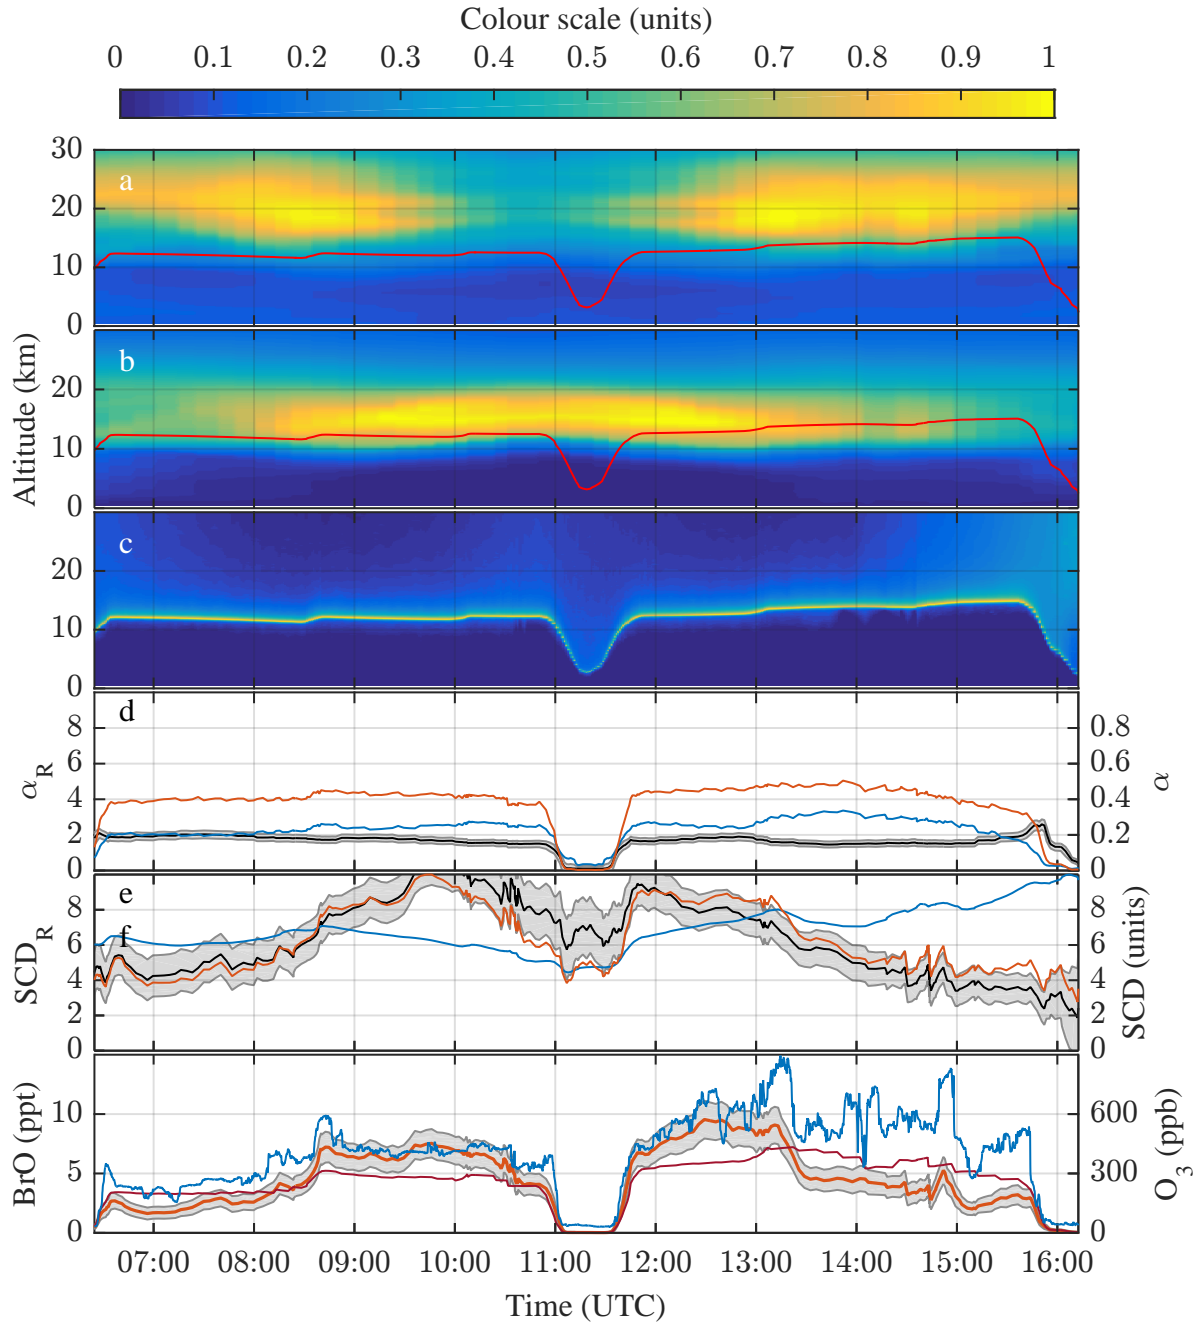 Colour scale (units)
0 0.1 0.2 0.3 0.4 0.5 0.6 0.7 0.8 0.9 1
30
a
20
10
0
b
20
10
0
Altitude (km)
c
20
10
0
d
8
6
4
2
0
α_R
0.8
0.6
0.4
0.2
0
α
e
f
8
6
4
2
0
SCD_R
8
6
4
2
0
SCD (units)
10
5
0
BrO (ppt)
600
300
0
O_3 (ppb)
07:00 08:00 09:00 10:00 11:00 12:00 13:00 14:00 15:00 16:00
Time (UTC)